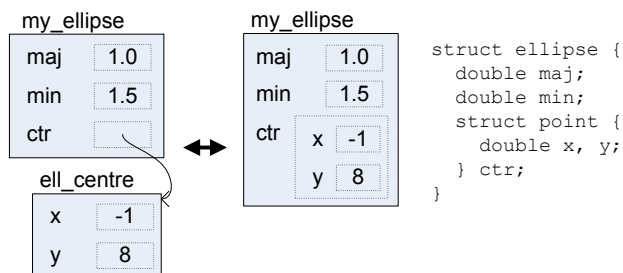 my_ellipse
maj 1.0
min 1.5
ctr
ell_centre
x -1
y 8
my_ellipse
maj 1.0
min 1.5
ctr
x -1
y 8
struct ellipse {
double maj;
double min;
struct point {
double x, y;
} ctr;
}